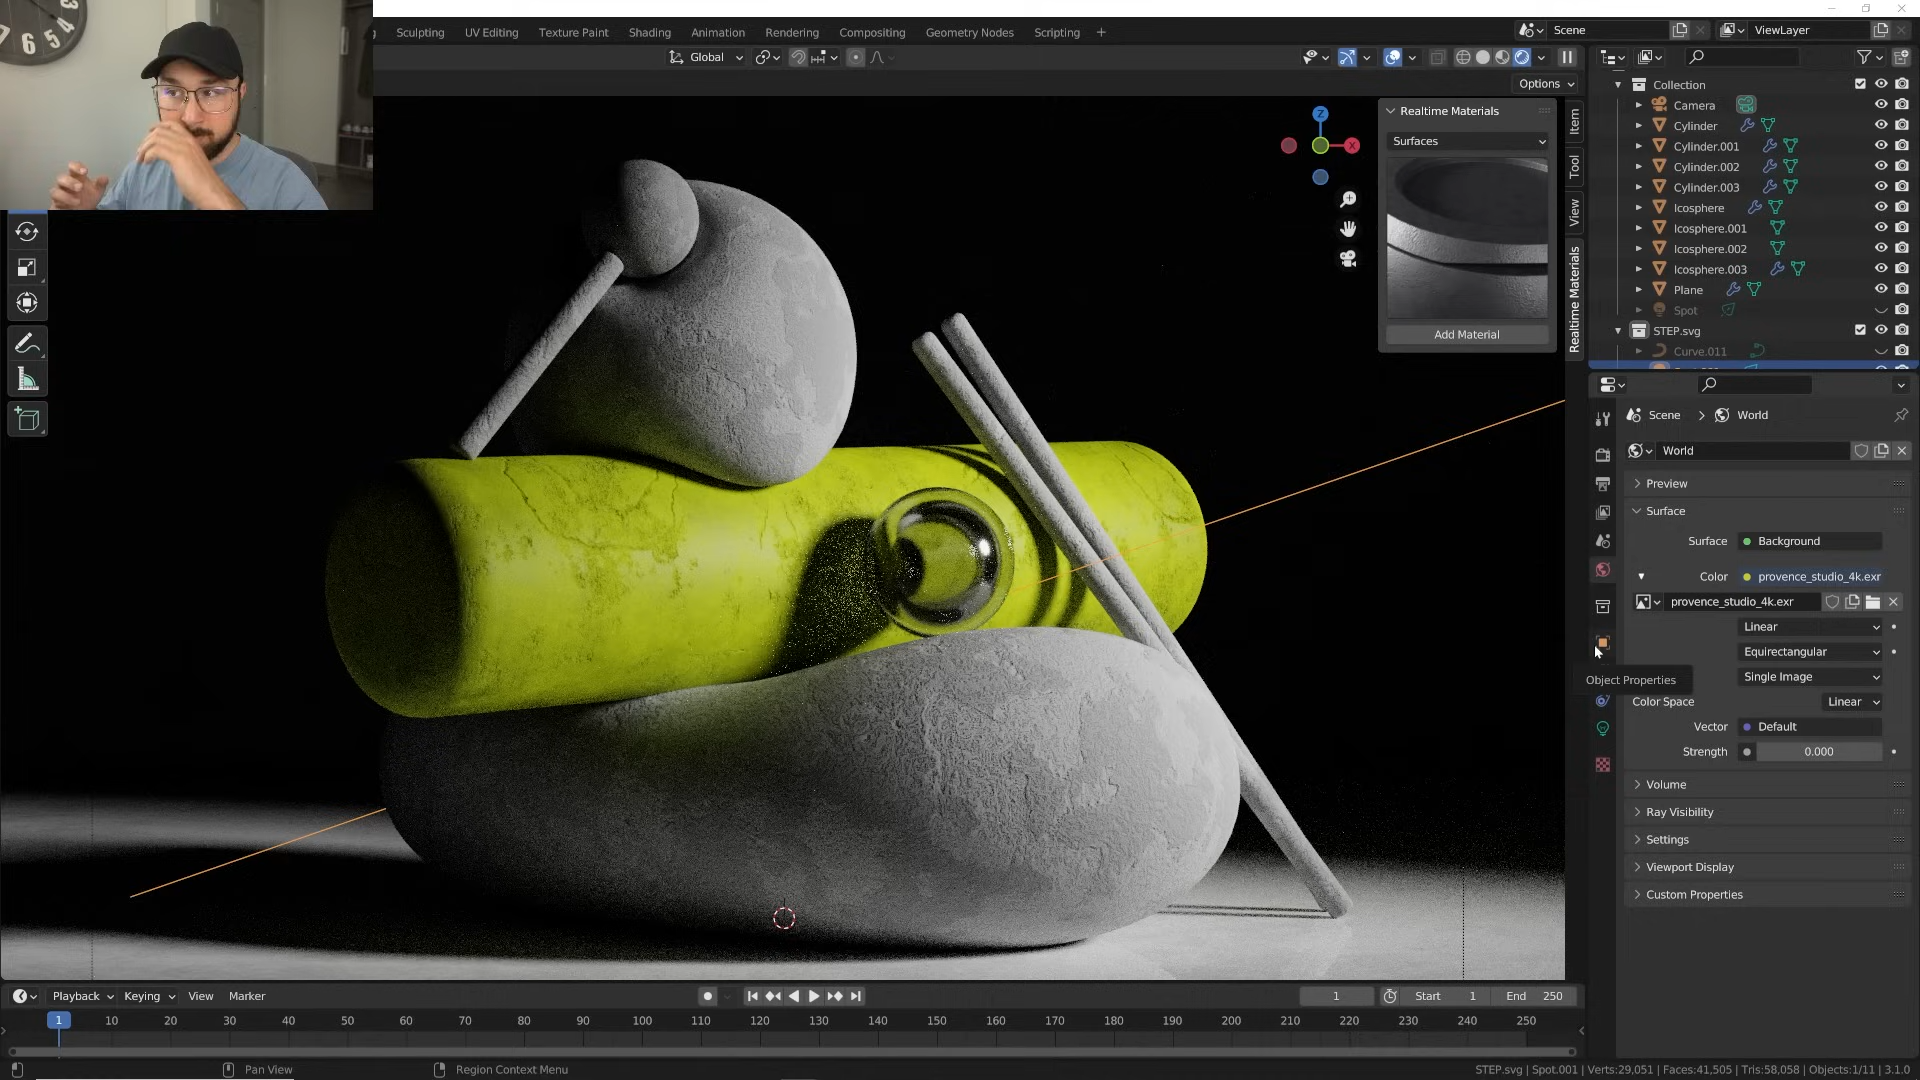 Sculpting UV Editing Texture Paint Shading Animation Rendering Compositing Geometry Nodes Scripting +
Scene
ViewLayer
Global
Options
Realtime Materials
Surfaces
Add Material
Item
Tool
View
Realtime Materials
Z
X
Collection
Camera
Cylinder
Cylinder.001
Cylinder.002
Cylinder.003
Icosphere
Icosphere.001
Icosphere.002
Icosphere.003
Plane
Spot
STEP.svg
Curve.011
Scene > World
World
Preview
Surface
Surface Background
Color provence_studio_4k.exr
provence_studio_4k.exr
Linear
Equirectangular
Single Image
Object Properties
Color Space Linear
Vector Default
Strength 0.000
Volume
Ray Visibility
Settings
Viewport Display
Custom Properties
Playback Keying View Marker
1 Start 1 End 250
1 10 20 30 40 50 60 70 80 90 100 110 120 130 140 150 160 170 180 190 200 210 220 230 240 250
Pan View
Region Context Menu
STEP.svg | Spot.001 | Verts:29,051 | Faces:41,505 | Tris:58,058 | Objects:1/11 | 3.1.0